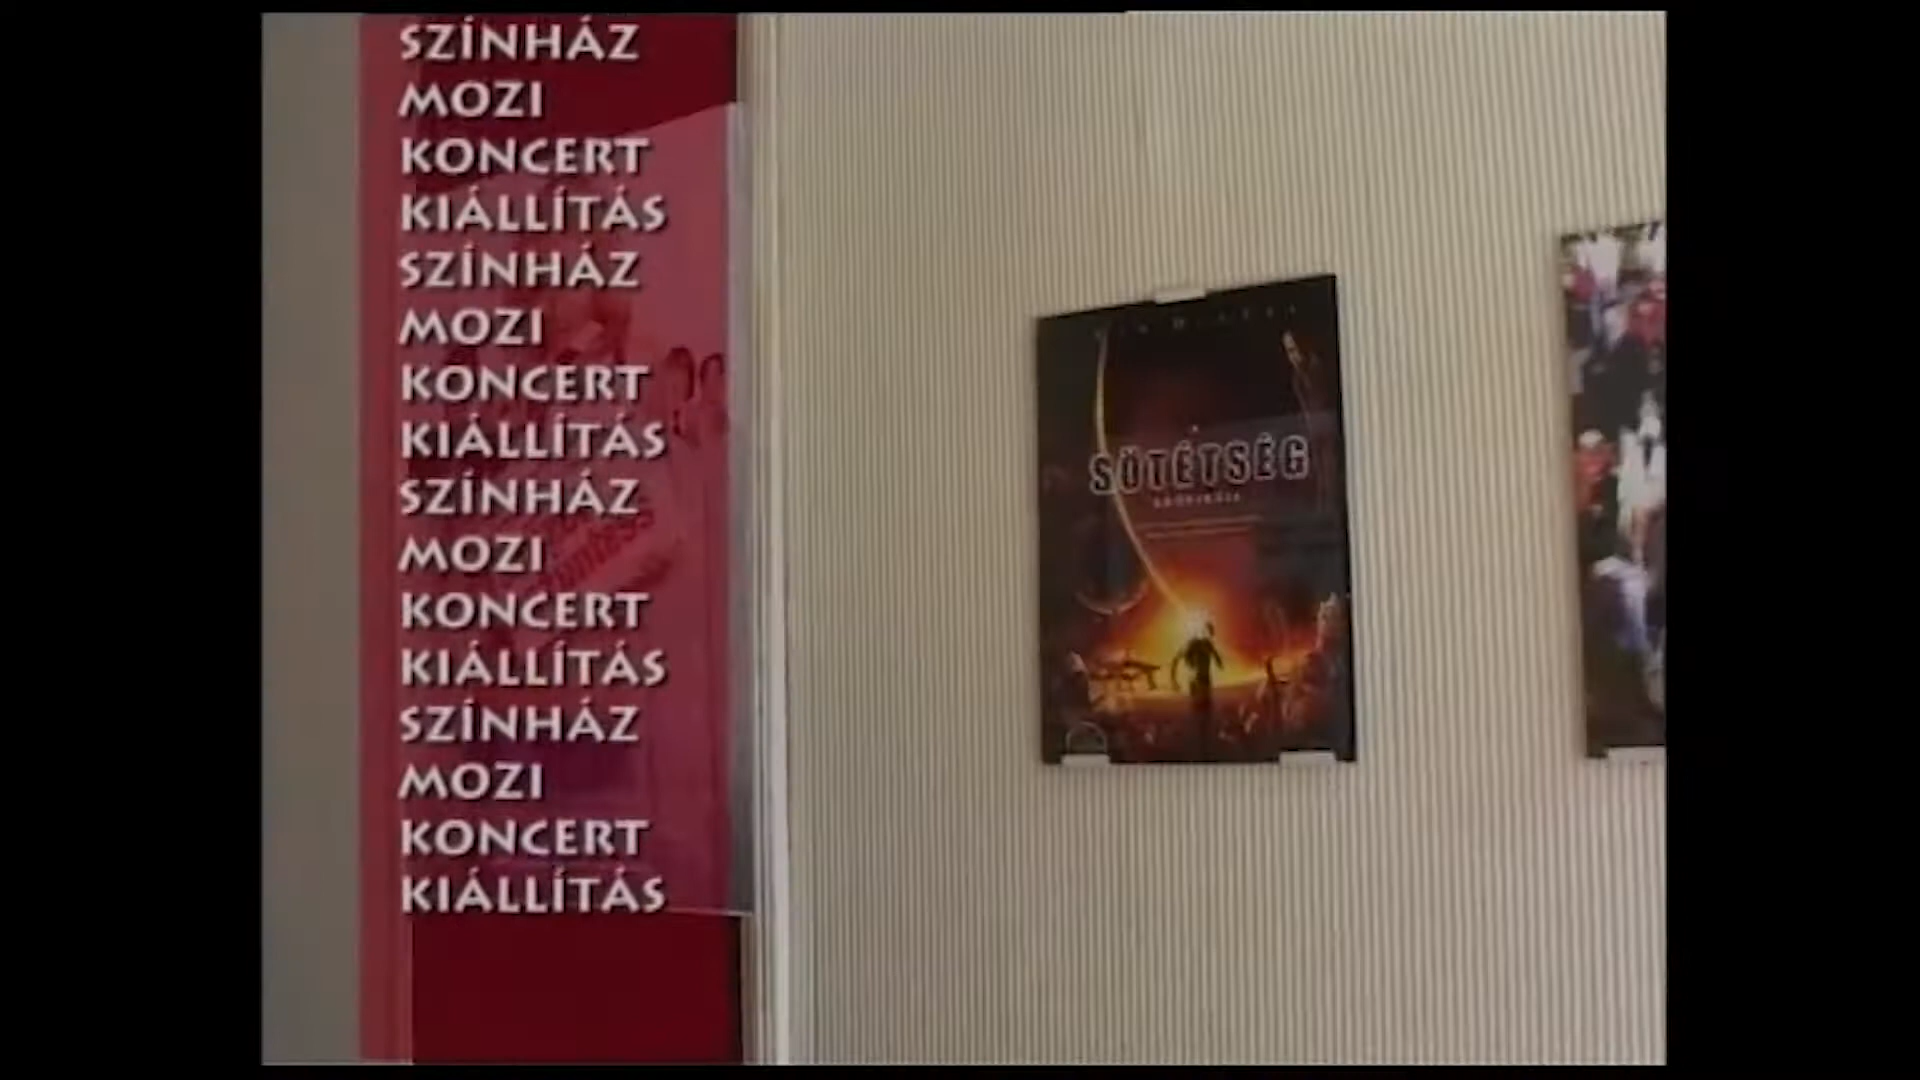 SZÍNHÁZ
MOZI
KONCERT
KIÁLLÍTÁS
SZÍNHÁZ
MOZI
KONCERT
KIÁLLÍTÁS
SZÍNHÁZ
MOZI
KONCERT
KIÁLLÍTÁS
SZÍNHÁZ
MOZI
KONCERT
KIÁLLÍTÁS
SÖTÉTSÉG